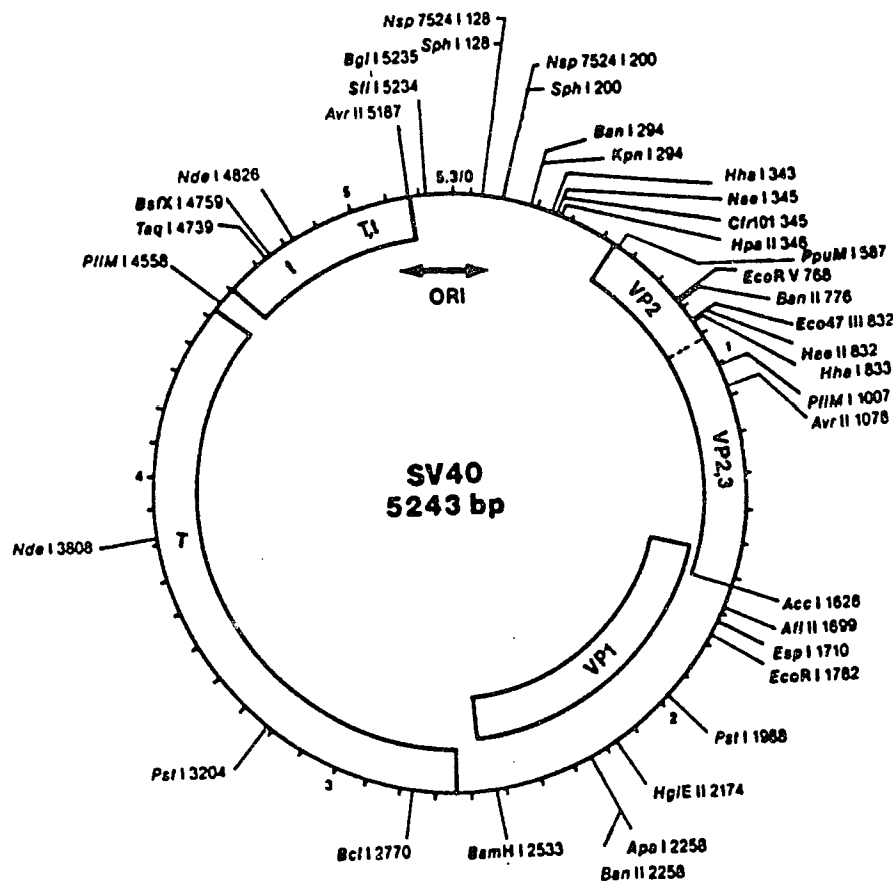 Nsp 7524 I 128
Sph I 128
Nsp 7524 I 200
Sph I 200
Ban I 294
Kpn I 294
Hha I 343
Nae I 345
Cfr10I 345
Hpa II 346
PpuM I 587
EcoR V 768
Ban II 776
Eco47 III 832
Hae II 832
Hha I 833
PflM I 1007
Avr II 1078
Acc I 1628
Afl II 1699
Esp I 1710
EcoR I 1782
Pst I 1988
HgiE II 2174
Apa I 2258
Ban II 2258
BamH I 2533
Bcl I 2770
Pst I 3204
Nde I 3808
PflM I 4558
Taq I 4739
BstX I 4759
Nde I 4826
Avr II 5187
Sfi I 5234
Bgl I 5235
5.3/0
1
2
3
4
5
T,t
t
ORI
VP2
VP2,3
VP1
T
SV40
5243 bp